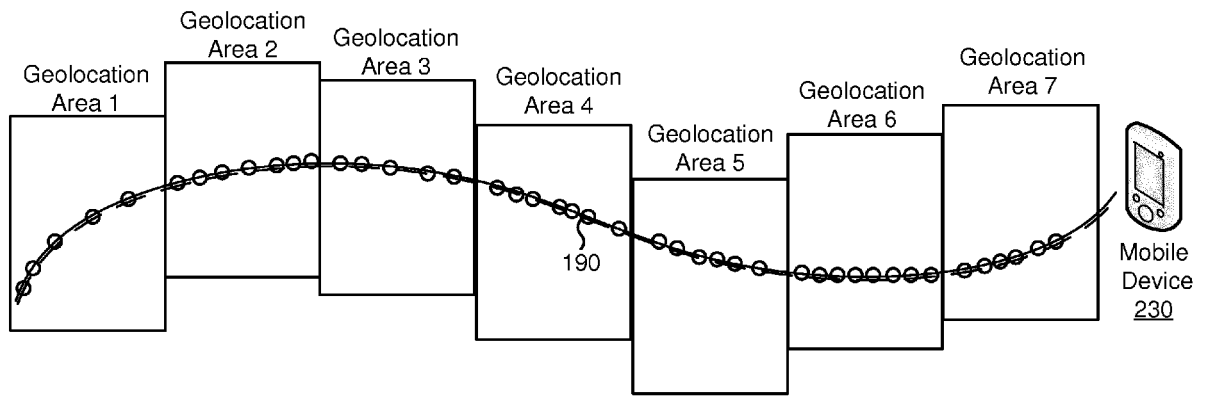 Geolocation
Area 1
Geolocation
Area 2
Geolocation
Area 3
Geolocation
Area 4
Geolocation
Area 5
Geolocation
Area 6
Geolocation
Area 7
190
Mobile
Device
230